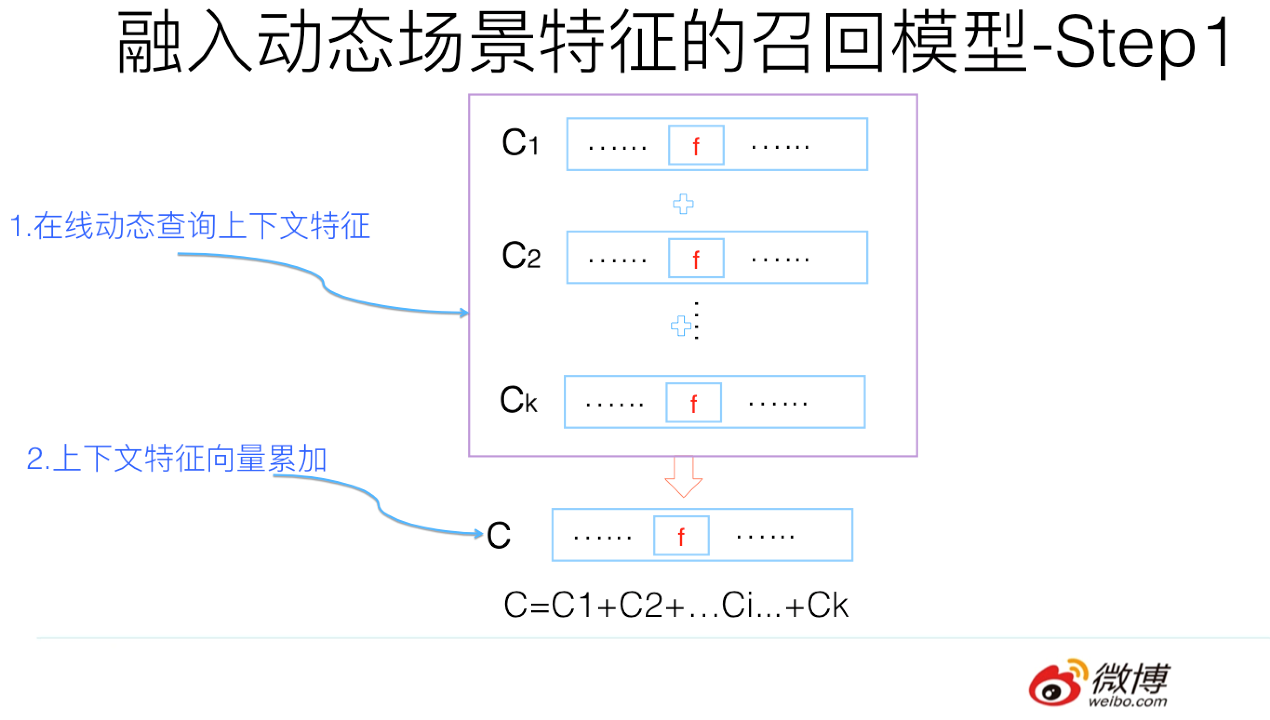 融入动态场景特征的召回模型-Step1
C1 …… f ……
1.在线动态查询上下文特征
C2 …… f ……
Ck …… f ……
2.上下文特征向量累加
C …… f ……
C=C1+C2+…Ci...+Ck
微博
weibo.com